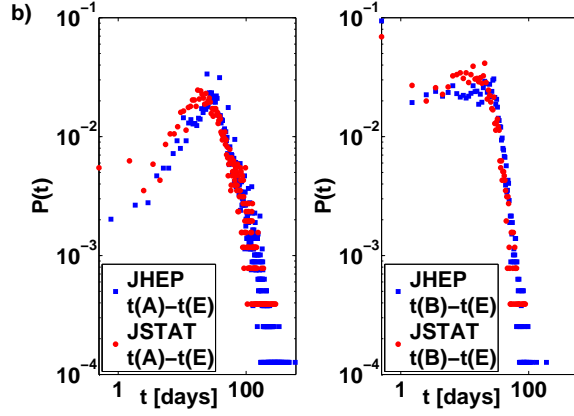 b)
10^-1
10^-2
10^-3
10^-4
P(t)
JHEP
t(A)−t(E)
JSTAT
t(A)−t(E)
1
100
t [days]
10^-1
10^-2
10^-3
10^-4
P(t)
JHEP
t(B)−t(E)
JSTAT
t(B)−t(E)
1
100
t [days]